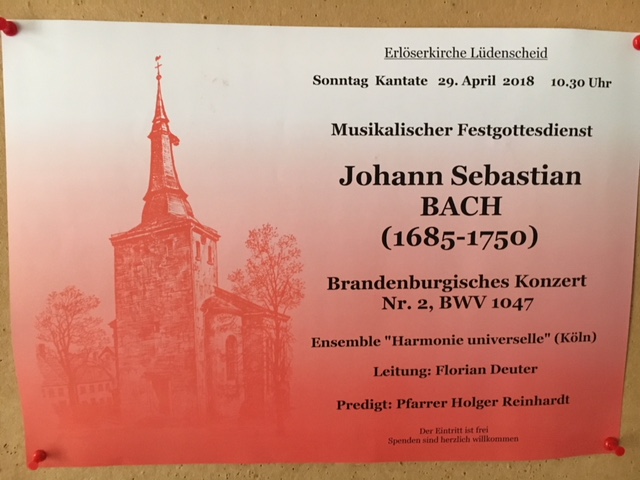 Erlöserkirche Lüdenscheid
Sonntag Kantate 29. April 2018 10.30 Uhr
Musikalischer Festgottesdienst
Johann Sebastian
BACH
(1685-1750)
Brandenburgisches Konzert
Nr. 2, BWV 1047
Ensemble "Harmonie universelle" (Köln)
Leitung: Florian Deuter
Predigt: Pfarrer Holger Reinhardt
Der Eintritt ist frei
Spenden sind herzlich willkommen